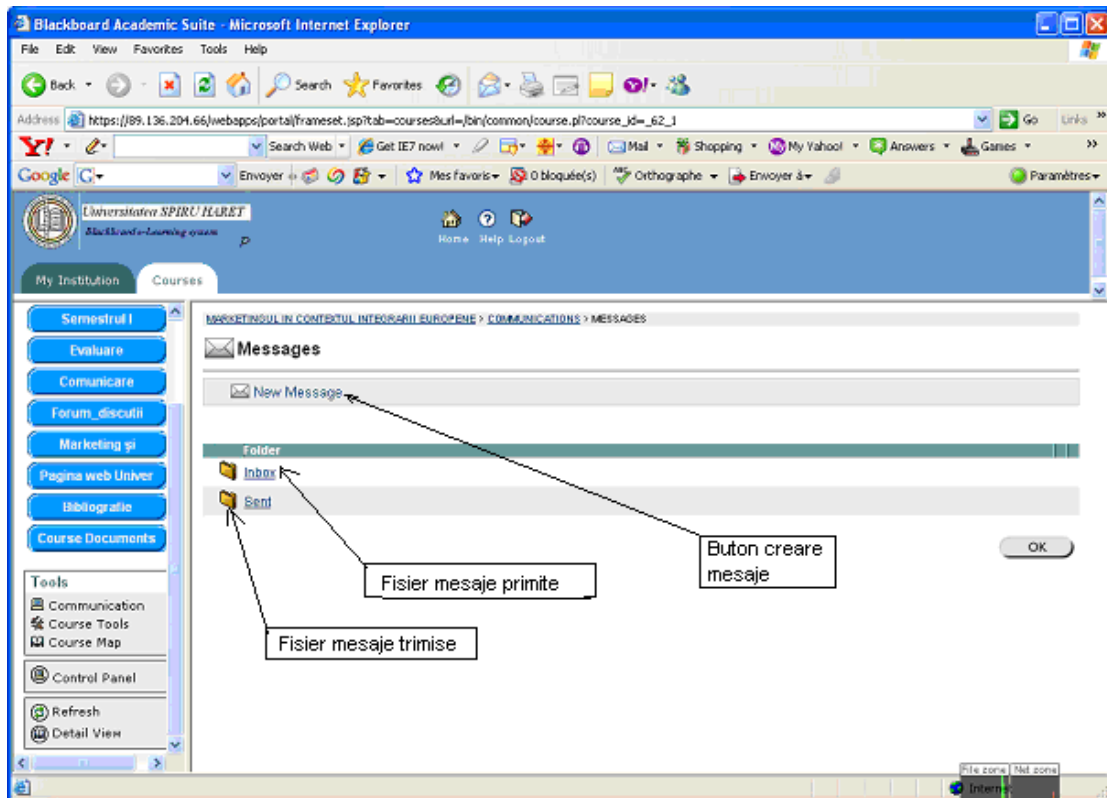 Blackboard Academic Suite - Microsoft Internet Explorer
File Edit View Favorites Tools Help
Back Search Favorites
Address https://89.136.204.66/webapps/portal/frameset.jsp?tab=courses&url=/bin/common/course.pl?course_id=_62_1 Go Links »
Y! Search Web Get IE7 now! Mail Shopping My Yahoo! Answers Games »
Google G Envoyer Mes favoris 0 bloquée(s) Orthographe Envoyer à Paramètres
Universitatea SPIRU HARET
Blackboard e-Learning system
p
Home Help Logout
My Institution Courses
Semestrul I
Evaluare
Comunicare
Forum_discutii
Marketing şi
Pagina web Univer
Bibliografie
Course Documents
Tools
Communication
Course Tools
Course Map
Control Panel
Refresh
Detail View
MARKETINGUL IN CONTEXTUL INTEGRARII EUROPENE > COMMUNICATIONS > MESSAGES
Messages
New Message
Folder
Inbox
Sent
Buton creare
mesaje
OK
Fisier mesaje primite
Fisier mesaje trimise
File zone Net zone
Internet